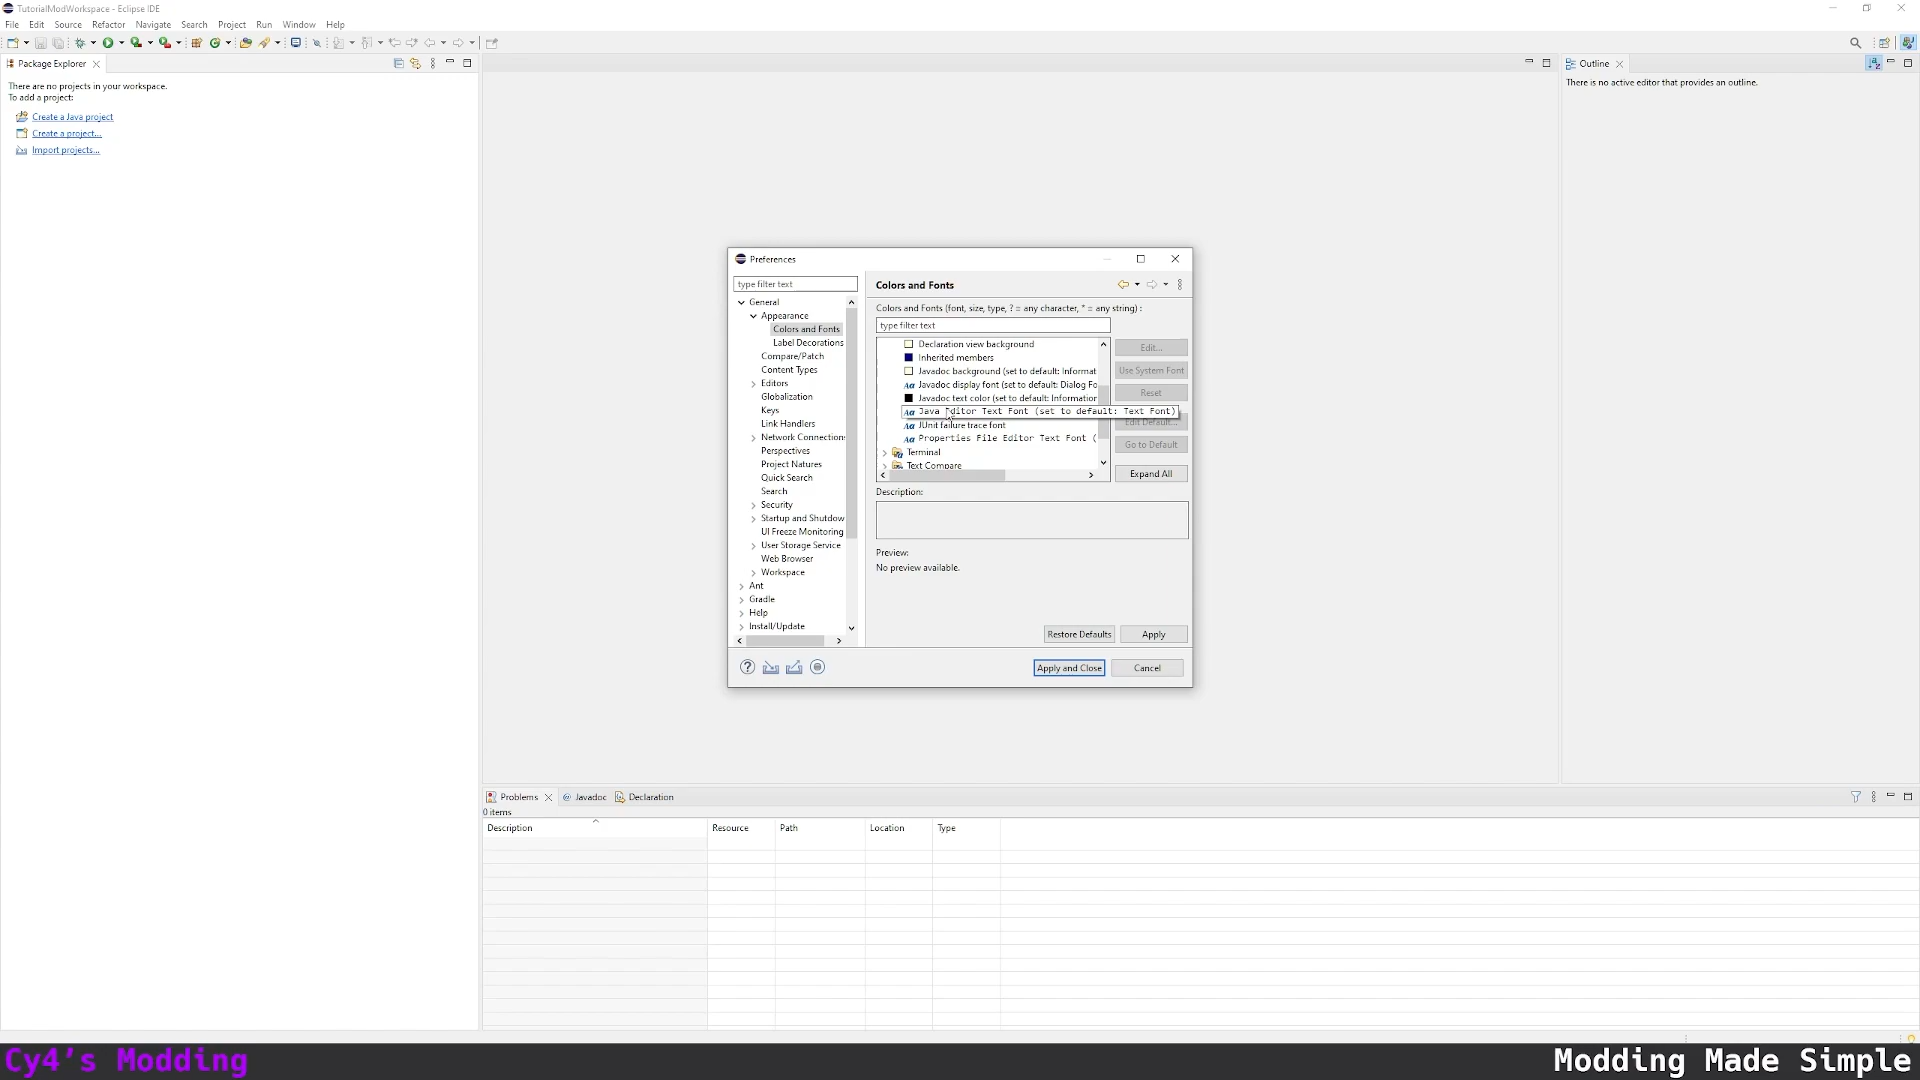 TutorialModWorkspace - Eclipse IDE
File Edit Source Refactor Navigate Search Project Run Window Help
Package Explorer
Outline
There are no projects in your workspace.
To add a project:
Create a Java project
Create a project...
Import projects...
There is no active editor that provides an outline.
Preferences
type filter text
General
Appearance
Colors and Fonts
Label Decorations
Compare/Patch
Content Types
Editors
Globalization
Keys
Link Handlers
Network Connection
Perspectives
Project Natures
Quick Search
Search
Security
Startup and Shutdow
UI Freeze Monitoring
User Storage Service
Web Browser
Workspace
Ant
Gradle
Help
Install/Update
Colors and Fonts
Colors and Fonts (font, size, type, ? = any character, * = any string) :
type filter text
Declaration view background
Inherited members
Javadoc background (set to default: Informat
Javadoc display font (set to default: Dialog Fo
Javadoc text color (set to default: Information
Java Editor Text Font (set to default: Text Font)
JUnit failure trace font
Properties File Editor Text Font (
Terminal
Text Compare
Edit...
Use System Font
Reset
Edit Default...
Go to Default
Expand All
Description:
Preview:
No preview available.
Restore Defaults Apply
Apply and Close Cancel
Problems Javadoc Declaration
0 items
Description Resource Path Location Type
Cy4's Modding
Modding Made Simple